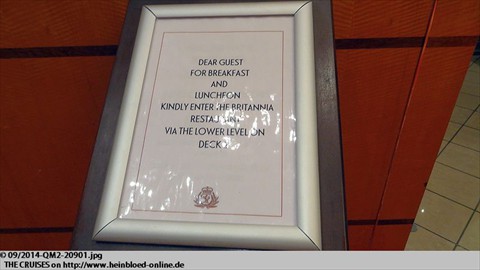 DEAR GUEST
FOR BREAKFAST
AND
LUNCHEON
KINDLY ENTER THE BRITANNIA
RESTAURANT
VIA THE LOWER LEVEL ON
DECK
© 09/2014-QM2-20901.jpg
THE CRUISES on http://www.heinbloed-online.de